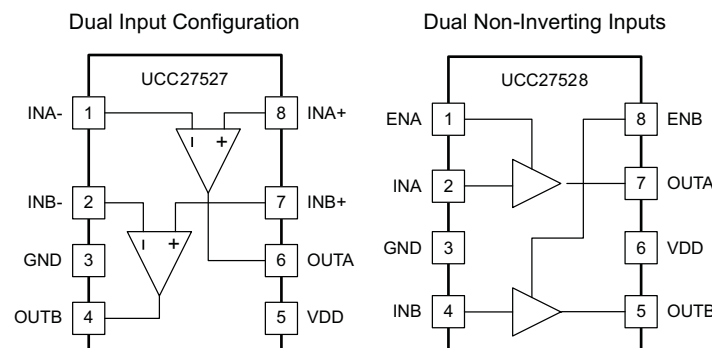 Dual Input Configuration
UCC27527
INA- 1 8 INA+
INB- 2 7 INB+
GND 3 6 OUTA
OUTB 4 5 VDD
Dual Non-Inverting Inputs
UCC27528
ENA 1 8 ENB
INA 2 7 OUTA
GND 3 6 VDD
INB 4 5 OUTB